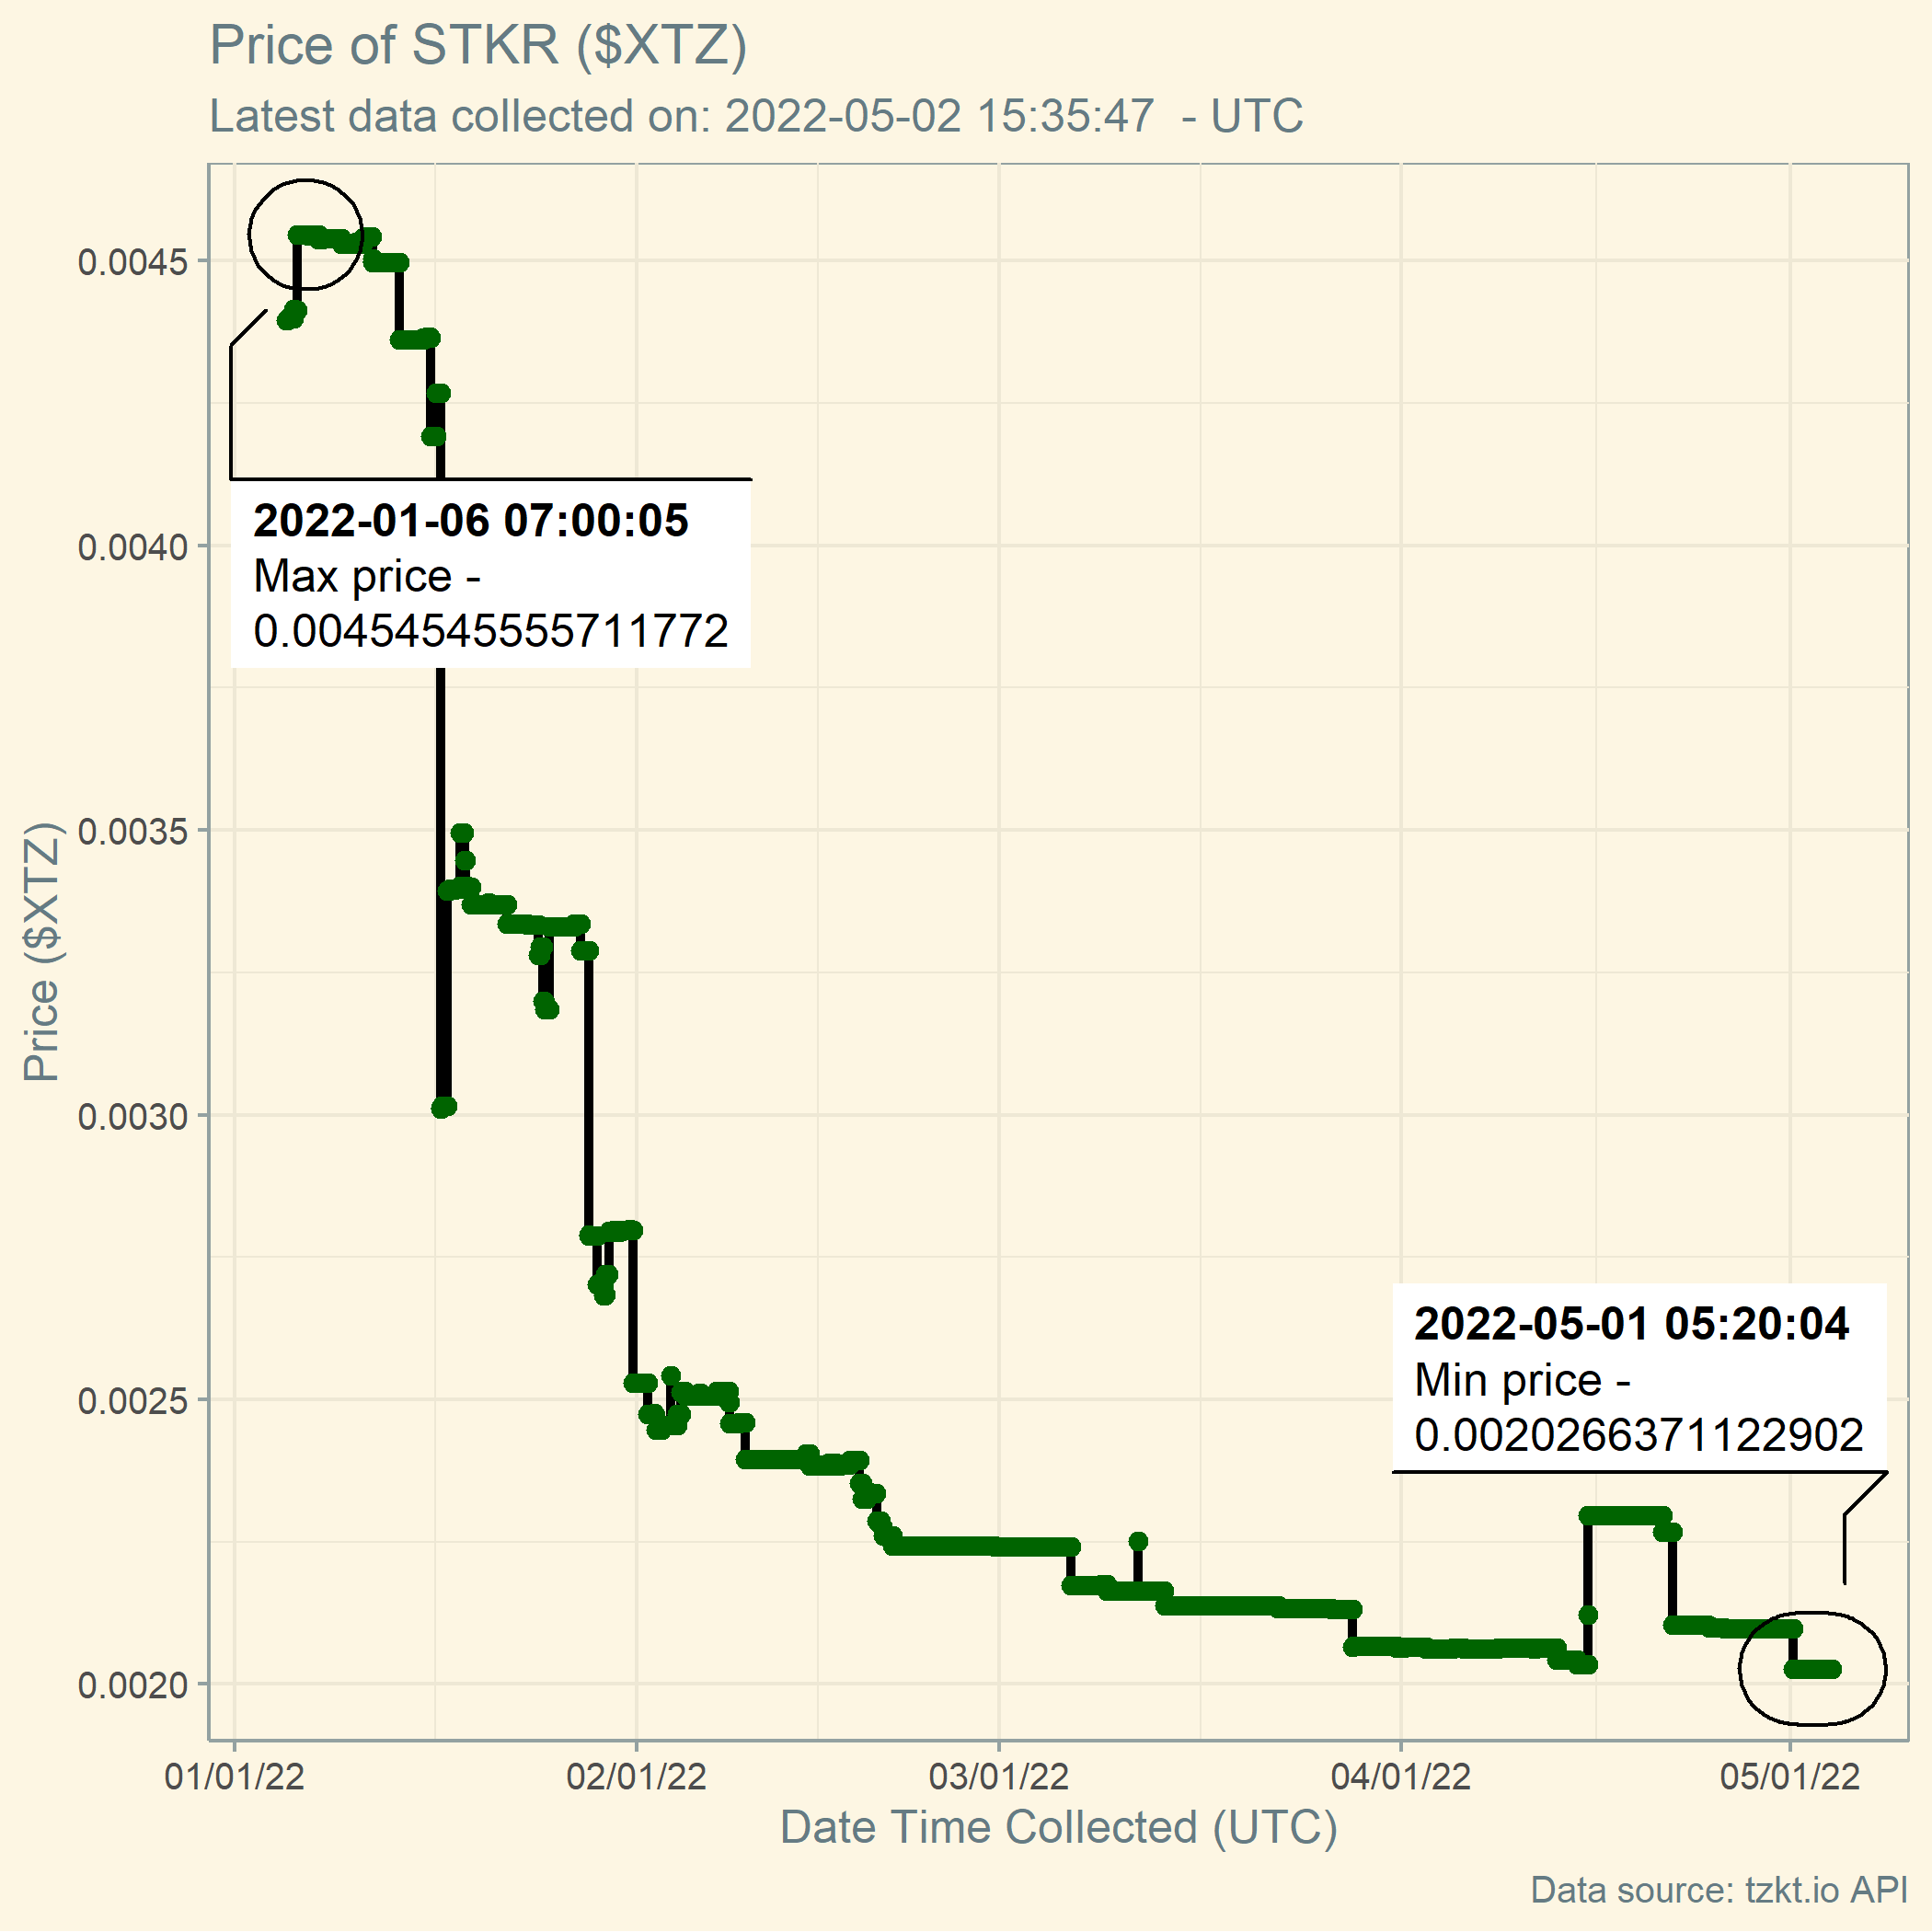 Price of STKR ($XTZ)
Latest data collected on: 2022-05-02 15:35:47  - UTC
0.0045
0.0040
0.0035
0.0030
0.0025
0.0020
Price ($XTZ)
2022-01-06 07:00:05
Max price -
0.00454545555711772
2022-05-01 05:20:04
Min price -
0.00202663711122902
01/01/22
02/01/22
03/01/22
04/01/22
05/01/22
Date Time Collected (UTC)
Data source: tzkt.io API